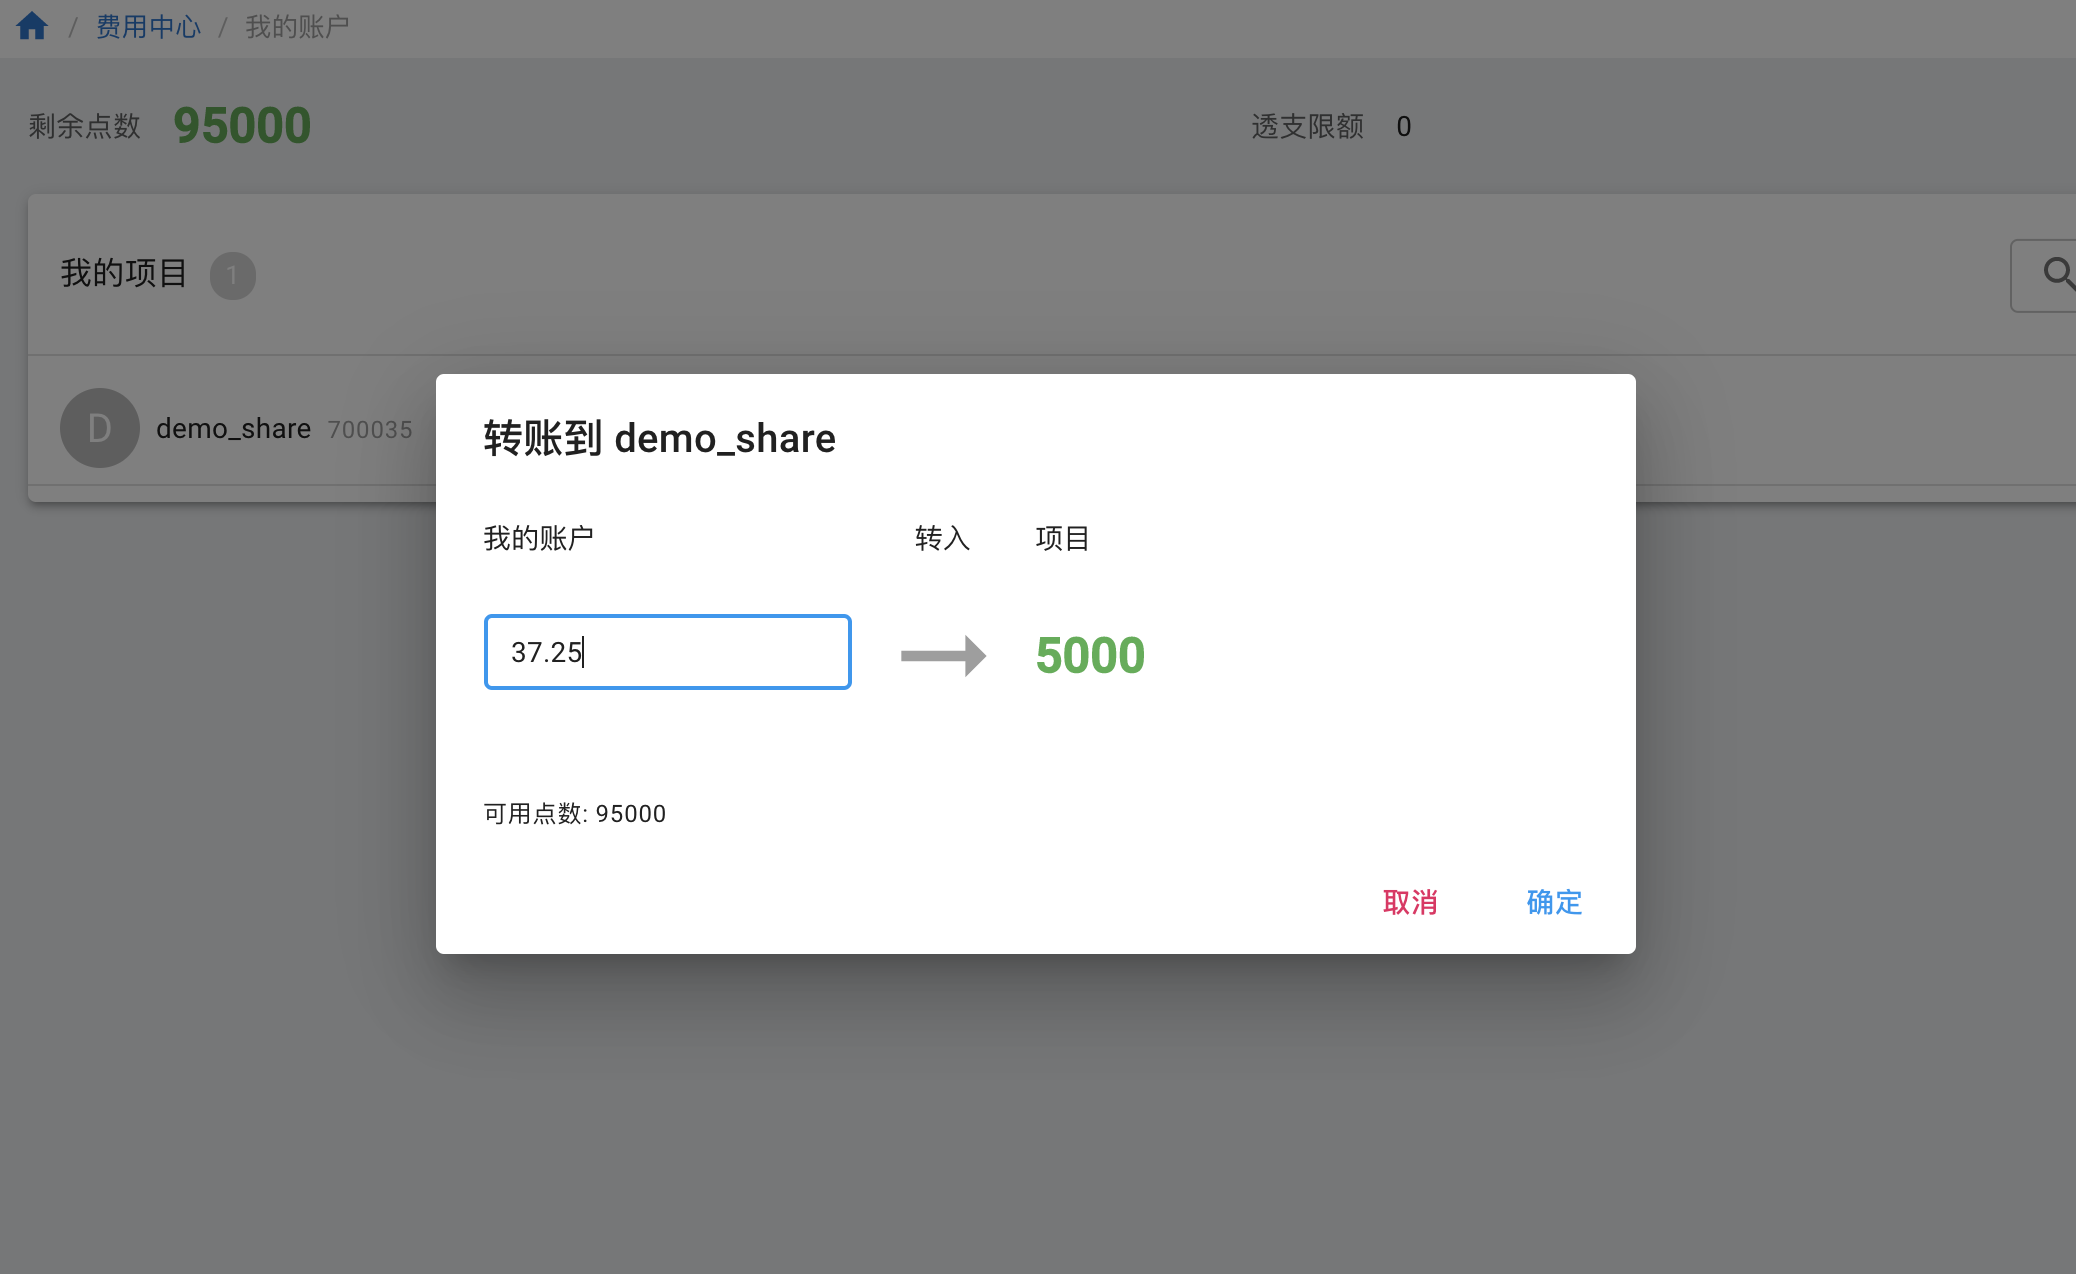 / 费用中心 / 我的账户
剩余点数 95000 透支限额 0
我的项目 1
D demo_share 700035
转账到 demo_share
我的账户 转入 项目
37.25 5000
可用点数: 95000
取消 确定